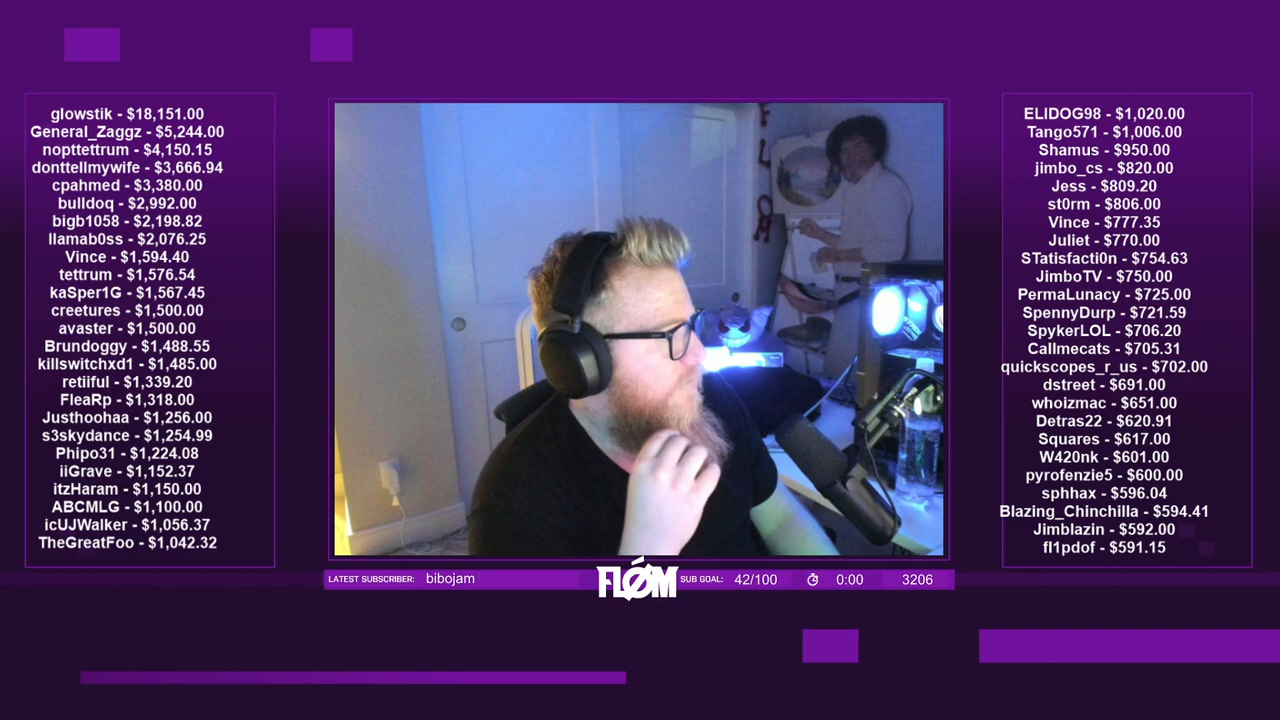 glowstik - $18,151.00
General_Zaggz - $5,244.00
nopttettrum - $4,150.15
donttellmywife - $3,666.94
cpahmed - $3,380.00
bulldoq - $2,992.00
bigb1058 - $2,198.82
llamab0ss - $2,076.25
Vince - $1,594.40
tettrum - $1,576.54
kaSper1G - $1,567.45
creetures - $1,500.00
avaster - $1,500.00
Brundoggy - $1,488.55
killswitchxd1 - $1,485.00
retiiful - $1,339.20
FleaRp - $1,318.00
Justhoohaa - $1,256.00
s3skydance - $1,254.99
Phipo31 - $1,224.08
iiGrave - $1,152.37
itzHaram - $1,150.00
ABCMLG - $1,100.00
icUJWalker - $1,056.37
TheGreatFoo - $1,042.32
ELIDOG98 - $1,020.00
Tango571 - $1,006.00
Shamus - $950.00
jimbo_cs - $820.00
Jess - $809.20
st0rm - $806.00
Vince - $777.35
Juliet - $770.00
STatisfacti0n - $754.63
JimboTV - $750.00
PermaLunacy - $725.00
SpennyDurp - $721.59
SpykerLOL - $706.20
Callmecats - $705.31
quickscopes_r_us - $702.00
dstreet - $691.00
whoizmac - $651.00
Detras22 - $620.91
Squares - $617.00
W420nk - $601.00
pyrofenzie5 - $600.00
sphhax - $596.04
Blazing_Chinchilla - $594.41
Jimblazin - $592.00
fl1pdof - $591.15
LATEST SUBSCRIBER: bibojam
FLØM
SUB GOAL: 42/100 0:00 3206